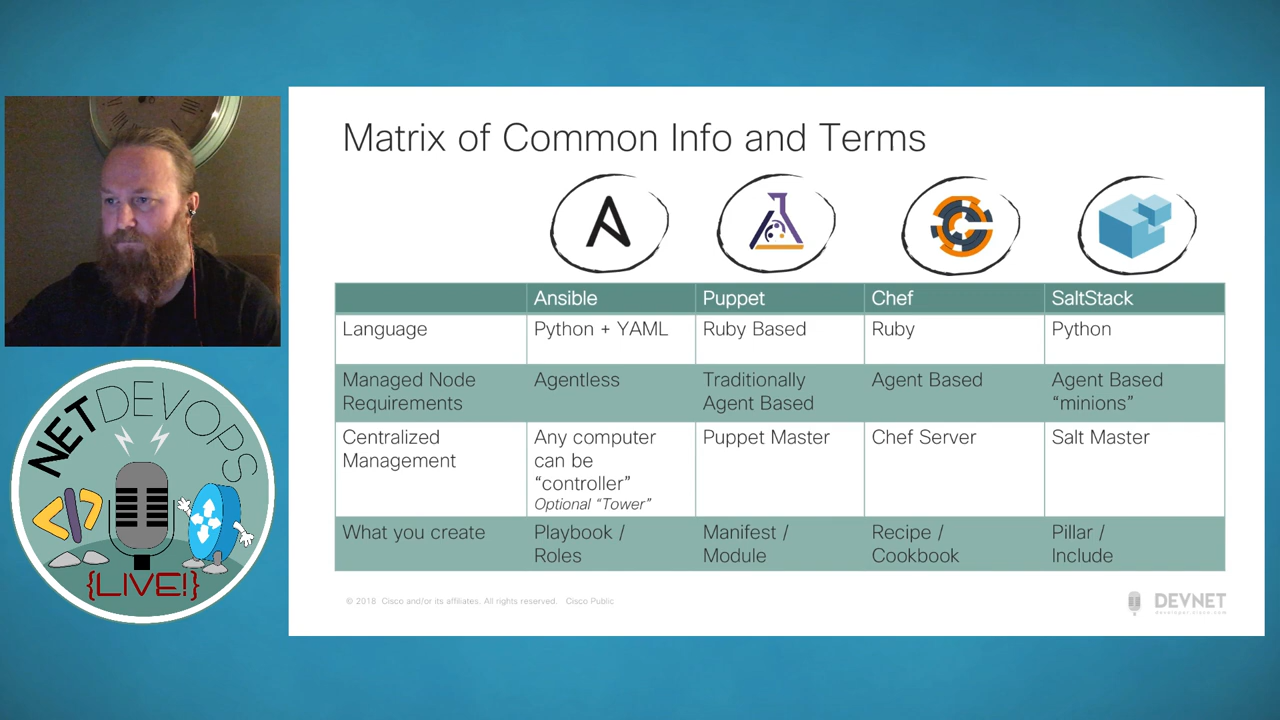 Matrix of Common Info and Terms
Ansible Puppet Chef SaltStack
Language Python + YAML Ruby Based Ruby Python
Managed Node Agentless Traditionally Agent Based Agent Based
Requirements Agent Based “minions”
Centralized Any computer Puppet Master Chef Server Salt Master
Management can be
“controller”
Optional “Tower”
What you create Playbook / Manifest / Recipe / Pillar /
Roles Module Cookbook Include
© 2018 Cisco and/or its affiliates. All rights reserved. Cisco Public
DEVNET
developer.cisco.com
NETDEVOPS
</>
{LIVE!}